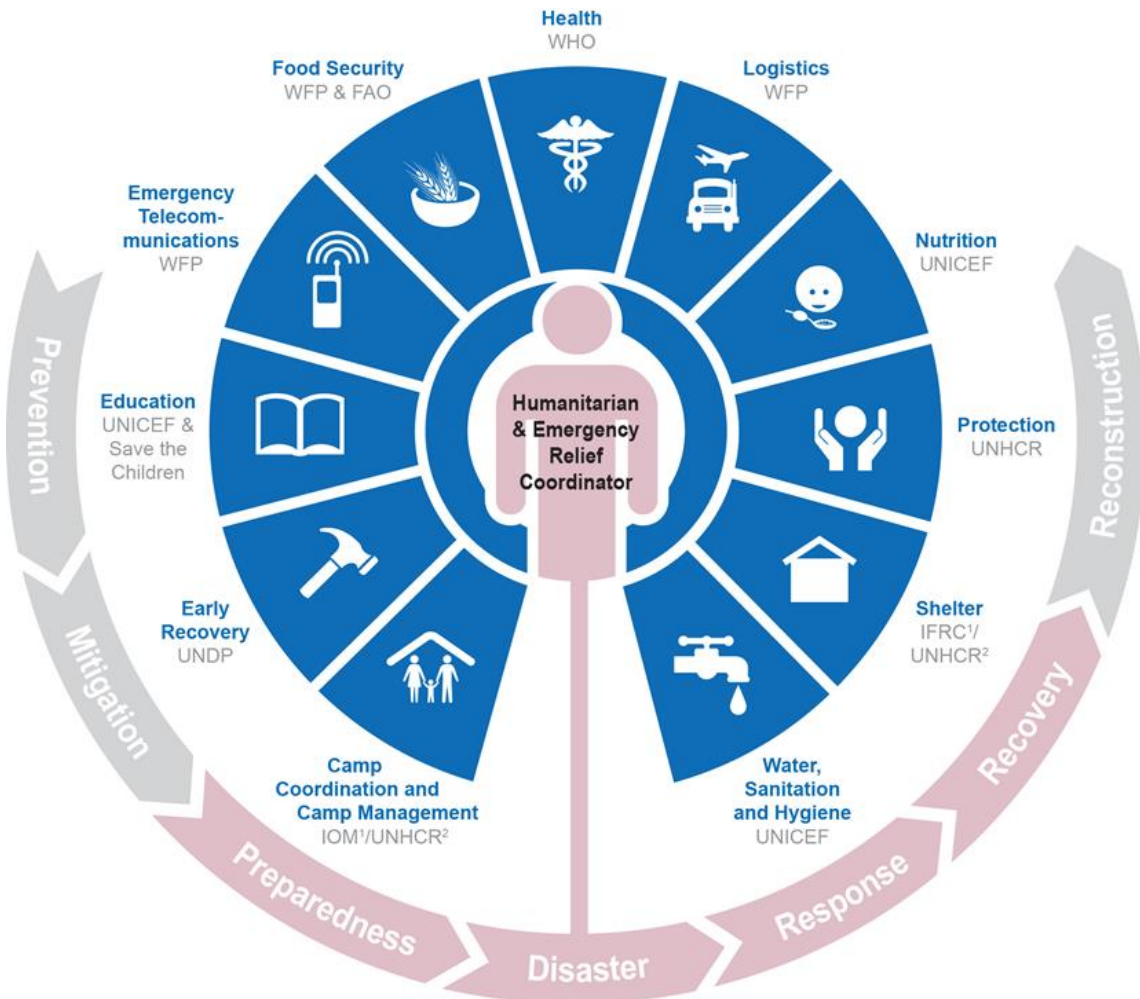 Health
WHO
Logistics
WFP
Nutrition
UNICEF
Protection
UNHCR
Shelter
IFRC¹/
UNHCR²
Water,
Sanitation
and Hygiene
UNICEF
Camp
Coordination and
Camp Management
IOM¹/UNHCR²
Early
Recovery
UNDP
Education
UNICEF &
Save the
Children
Emergency
Telecom-
munications
WFP
Food Security
WFP & FAO
Humanitarian
& Emergency
Relief
Coordinator
Prevention
Mitigation
Preparedness
Disaster
Response
Recovery
Reconstruction